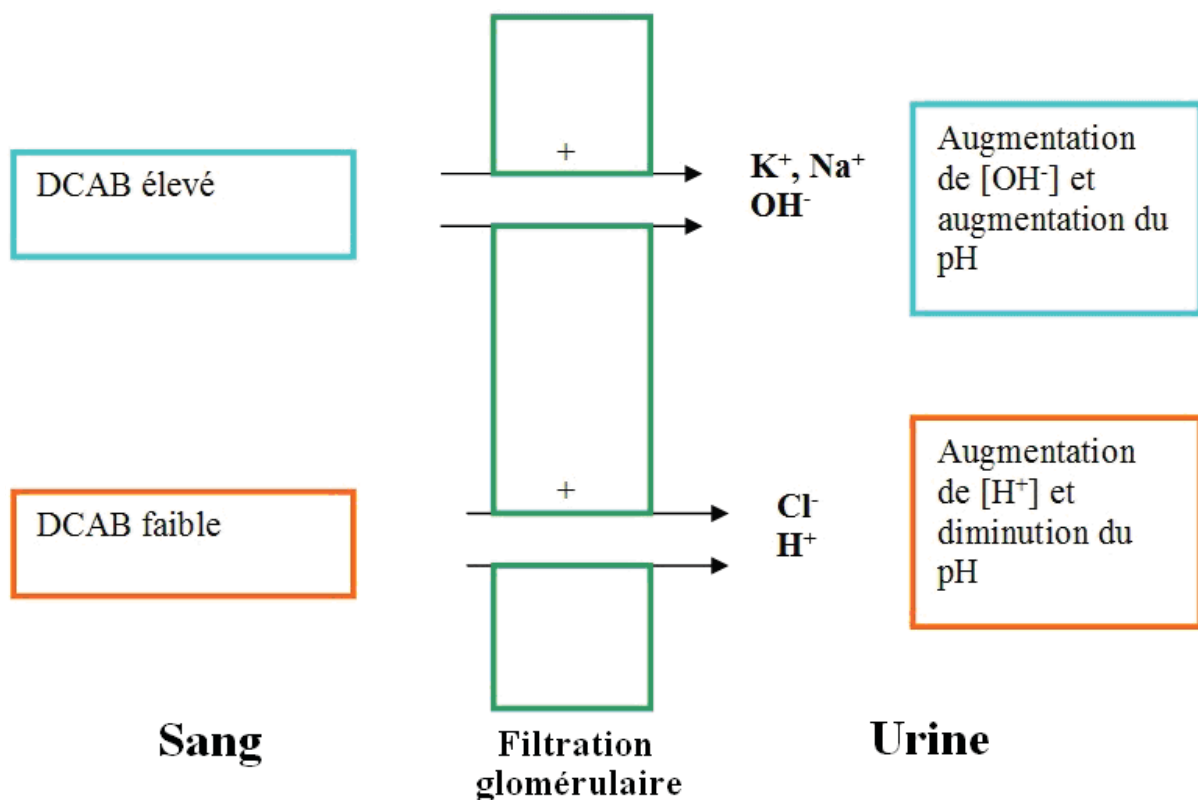 DCAB élevé
+
K⁺, Na⁺
OH⁻
Augmentation
de [OH⁻] et
augmentation du
pH
DCAB faible
+
Cl⁻
H⁺
Augmentation
de [H⁺] et
diminution du
pH
Sang
Filtration
glomérulaire
Urine